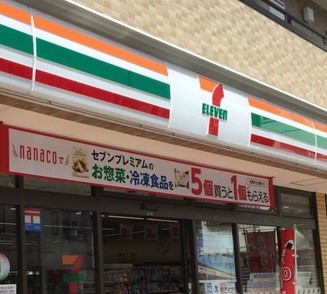 7
ELEVEN
nanacoで
セブンプレミアムの
お惣菜・冷凍食品を
5個買うと1個もらえる